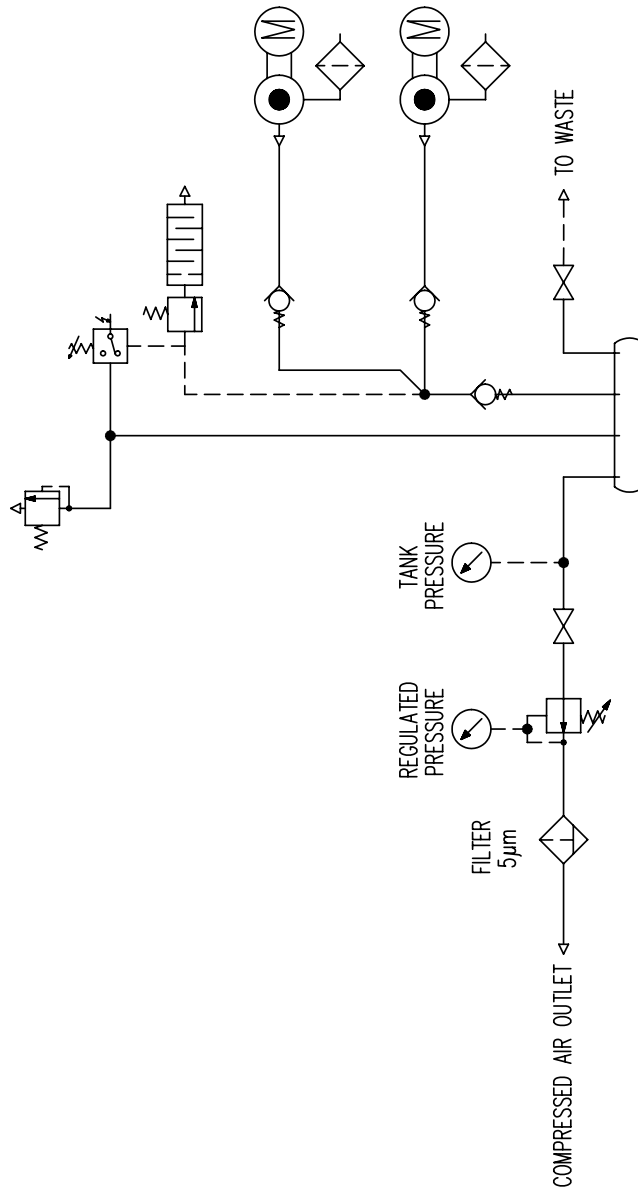 M
M
TO WASTE
TANK
PRESSURE
REGULATED
PRESSURE
FILTER
5µm
COMPRESSED AIR OUTLET